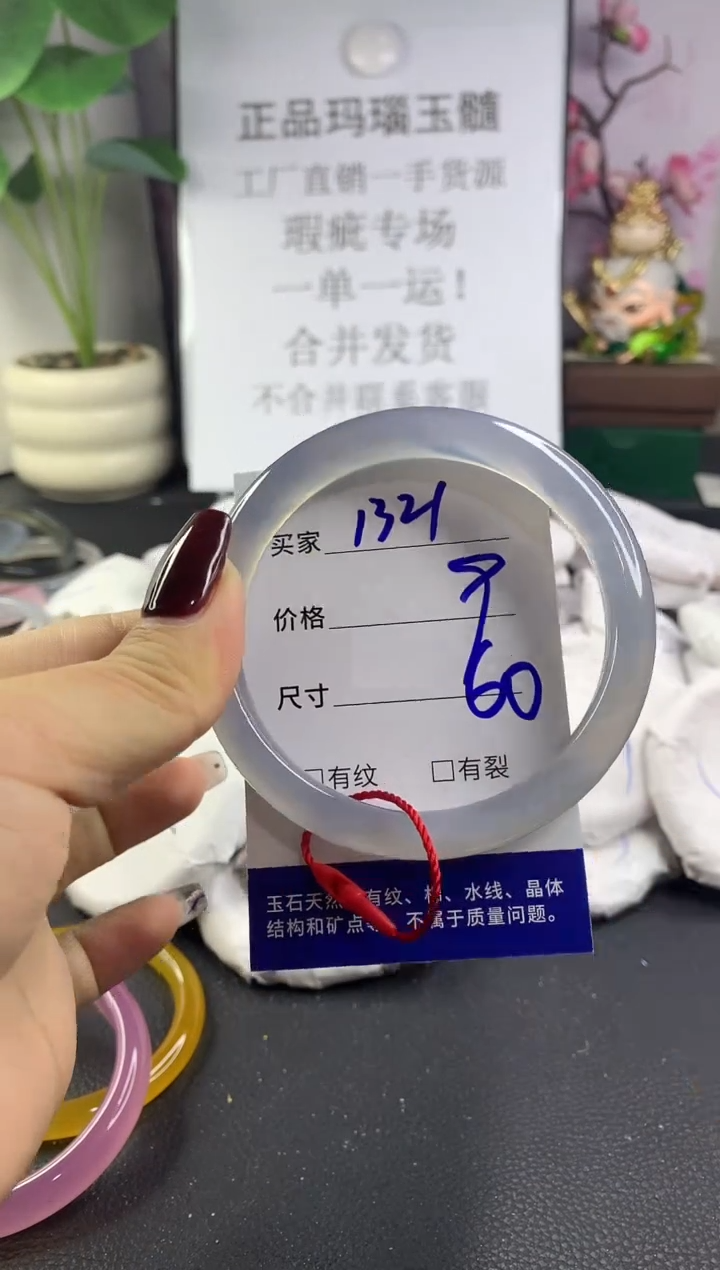 正品玛瑙玉髓
工厂直销一手货源
瑕疵专场
一单一运!
合并发货
不合并联系客服
买家 1321
价格
尺寸 60
□有纹 □有裂
玉石天然 有纹、棉、水线、晶体
结构和矿点 不属于质量问题。